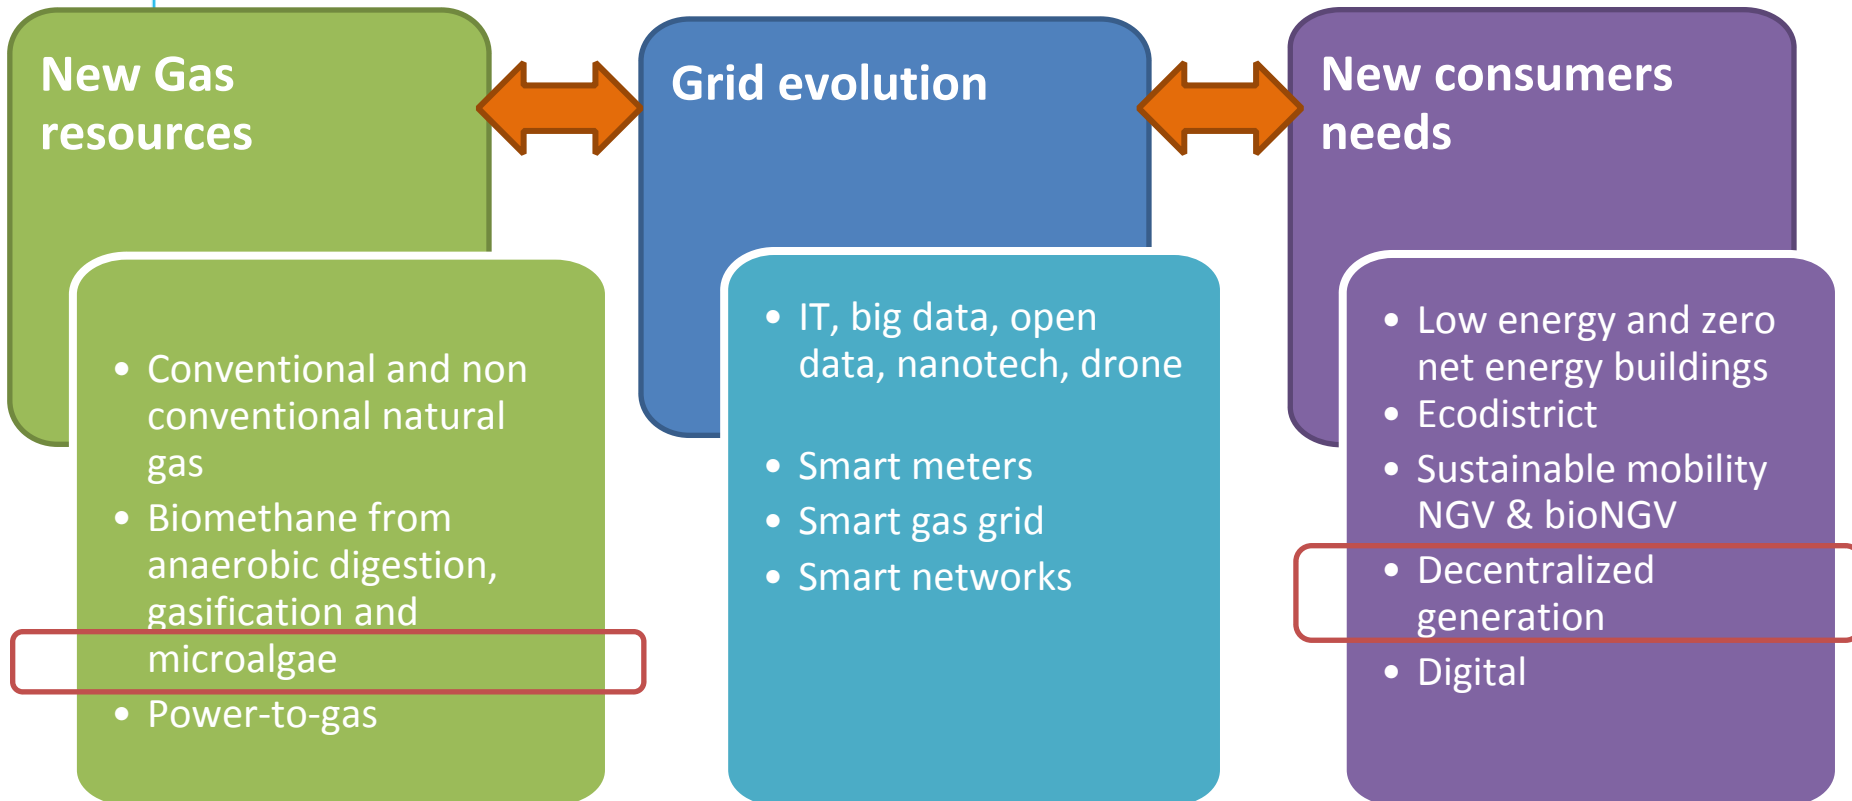 New Gas
resources
• Conventional and non
conventional natural
gas
• Biomethane from
anaerobic digestion,
gasification and
microalgae
• Power-to-gas
Grid evolution
• IT, big data, open
data, nanotech, drone
• Smart meters
• Smart gas grid
• Smart networks
New consumers
needs
• Low energy and zero
net energy buildings
• Ecodistrict
• Sustainable mobility
NGV & bioNGV
• Decentralized
generation
• Digital